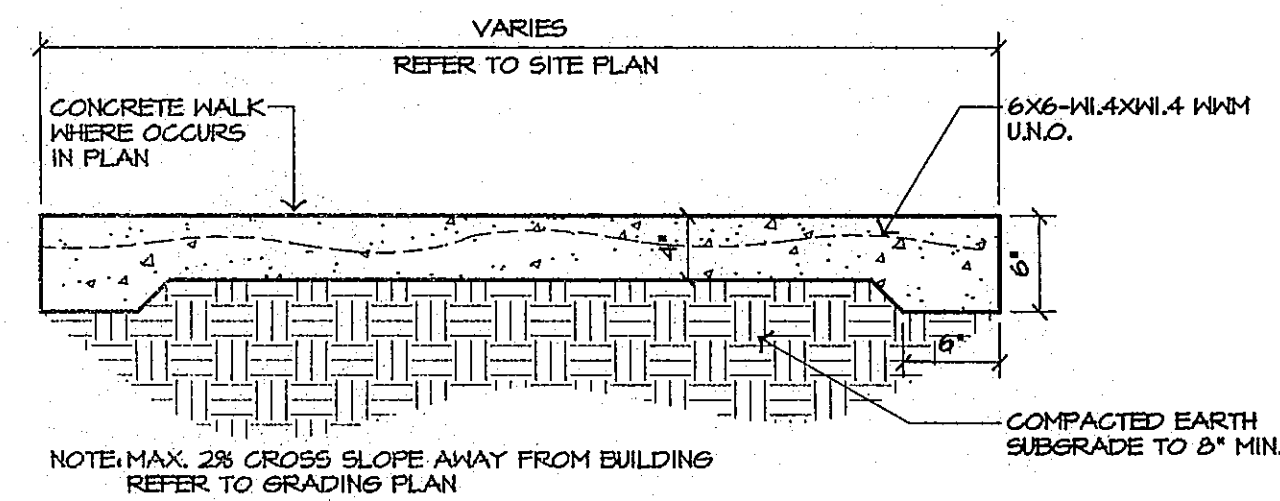 VARIES
REFER TO SITE PLAN
CONCRETE WALK
WHERE OCCURS
IN PLAN
6X6-W1.4XW1.4 WWM
U.N.O.
4"
6"
6"
COMPACTED EARTH
SUBGRADE TO 8" MIN.
NOTE: MAX. 2% CROSS SLOPE AWAY FROM BUILDING
REFER TO GRADING PLAN